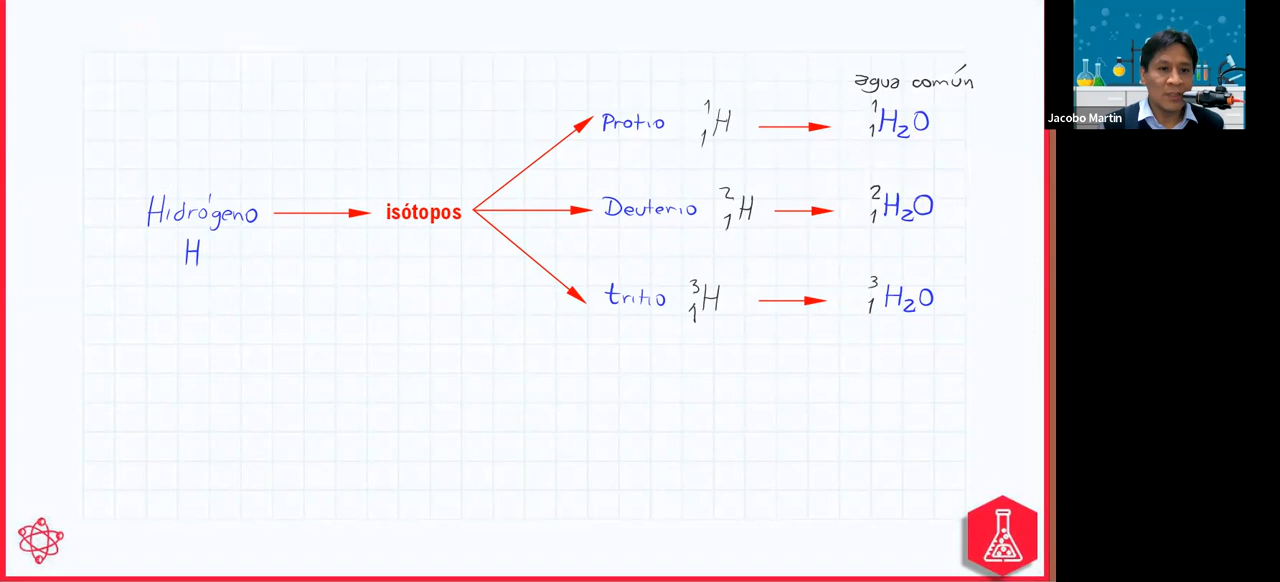 agua común
Protio ¹₁H → ¹₁H₂O
Hidrógeno → isótopos
H
Deuterio ²₁H → ²₁H₂O
tritio ³₁H → ³₁H₂O
Jacobo Martin